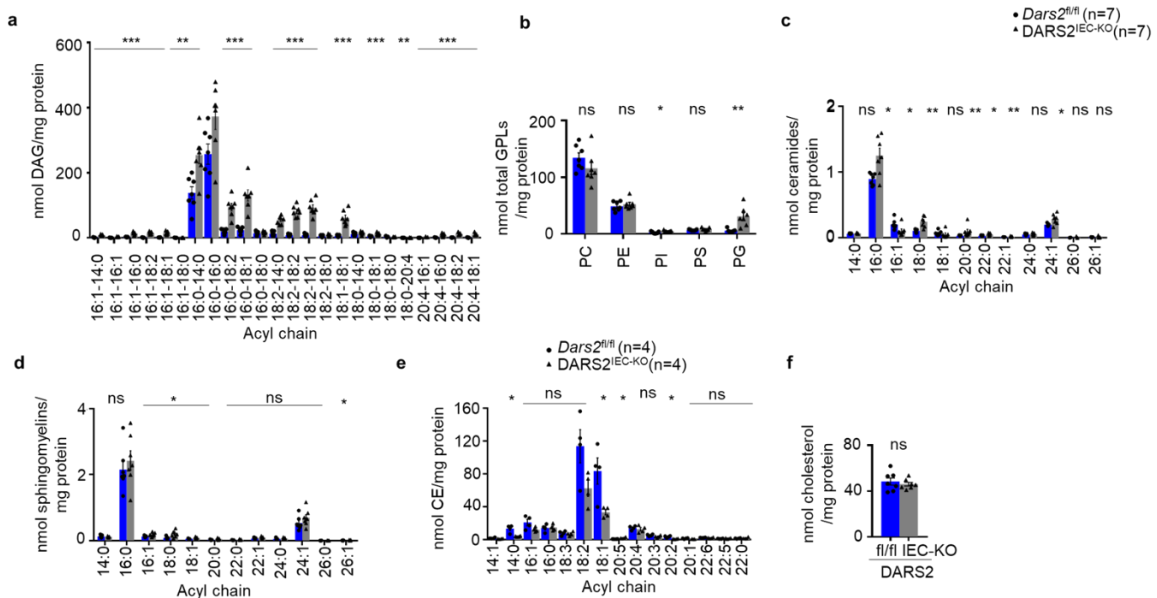 a
nmol DAG/mg protein
600
400
200
0
*** ** *** *** *** *** ** ***
16:1-14:0
16:1-16:1
16:1-16:0
16:1-18:2
16:1-18:1
16:1-18:0
16:0-14:0
16:0-16:0
16:0-18:2
16:0-18:1
18:2-14:0
18:2-18:2
18:2-18:1
18:2-18:0
18:1-18:1
18:0-14:0
18:0-18:1
18:0-18:0
18:0-20:4
20:4-16:1
20:4-16:0
20:4-18:2
20:4-18:1
Acyl chain
b
nmol total GPLs
/mg protein
200
100
0
ns ns * ns **
PC
PE
PI
PS
PG
c
Dars2fl/fl (n=7)
DARS2IEC-KO(n=7)
nmol ceramides/
mg protein
2
1
0
ns * * ** ns ** * ** ns * ns ns
14:0
16:0
16:1
18:0
18:1
20:0
22:0
22:1
24:0
24:1
26:0
26:1
Acyl chain
d
nmol sphingomyelins/
mg protein
4
2
0
ns * ns *
14:0
16:0
16:1
18:0
18:1
20:0
22:0
22:1
24:0
24:1
26:0
26:1
Acyl chain
e
Dars2fl/fl (n=4)
DARS2IEC-KO(n=4)
nmol CE/mg protein
160
120
80
40
0
* ns * * ns * ns
14:1
14:0
16:1
16:0
18:3
18:2
18:1
20:5
20:4
20:3
20:2
20:1
22:6
22:5
22:0
Acyl chain
f
nmol cholesterol
/mg protein
80
40
0
ns
fl/fl IEC-KO
DARS2